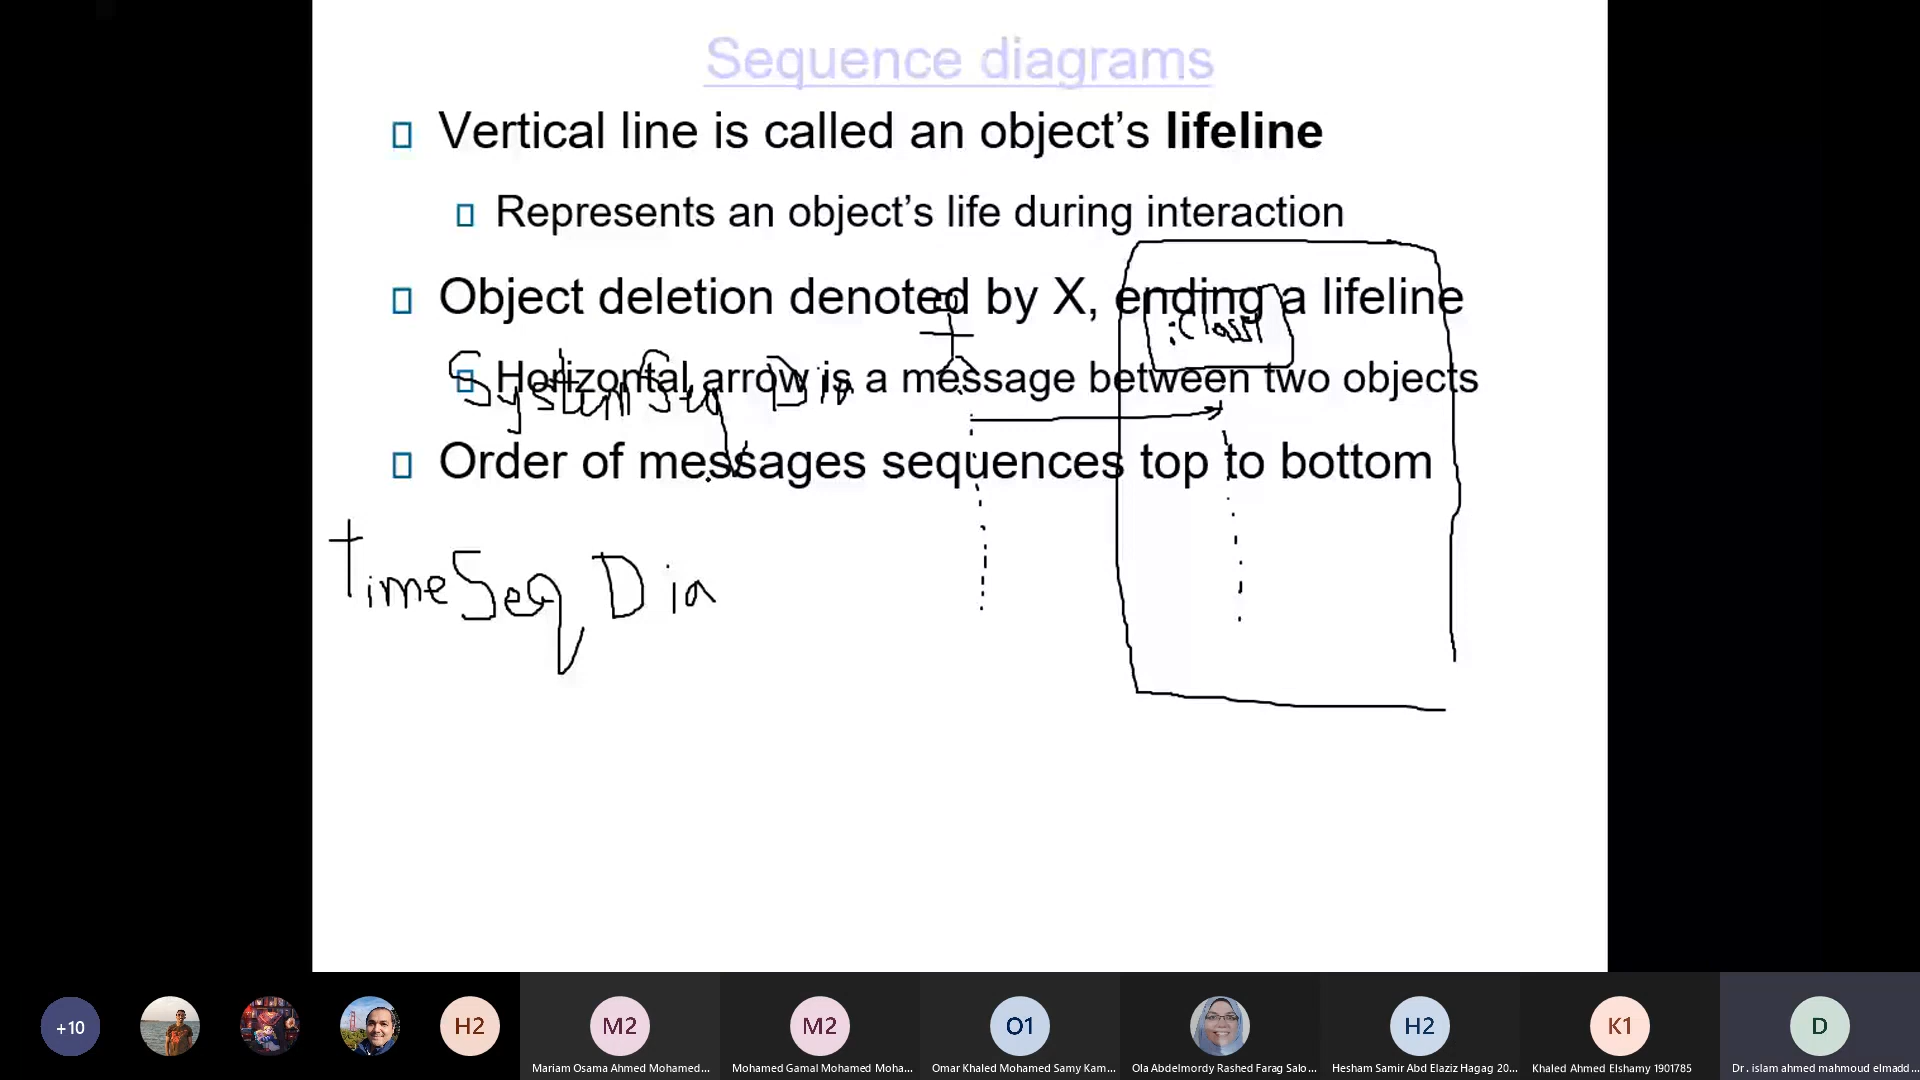 Sequence diagrams
Vertical line is called an object's lifeline
Represents an object's life during interaction
Object deletion denoted by X, ending a lifeline
:Class1
Horizontal arrow is a message between two objects
System Seq Dia
Order of messages sequences top to bottom
time Seq Dia
+10
H2
M2
M2
O1
H2
K1
D
Mariam Osama Ahmed Mohamed...
Mohamed Gamal Mohamed Moha...
Omar Khaled Mohamed Samy Kam...
Ola Abdelmordy Rashed Farag Salo...
Hesham Samir Abd Elaziz Hagag 20...
Khaled Ahmed Elshamy 1901785
Dr. islam ahmed mahmoud elmadd...